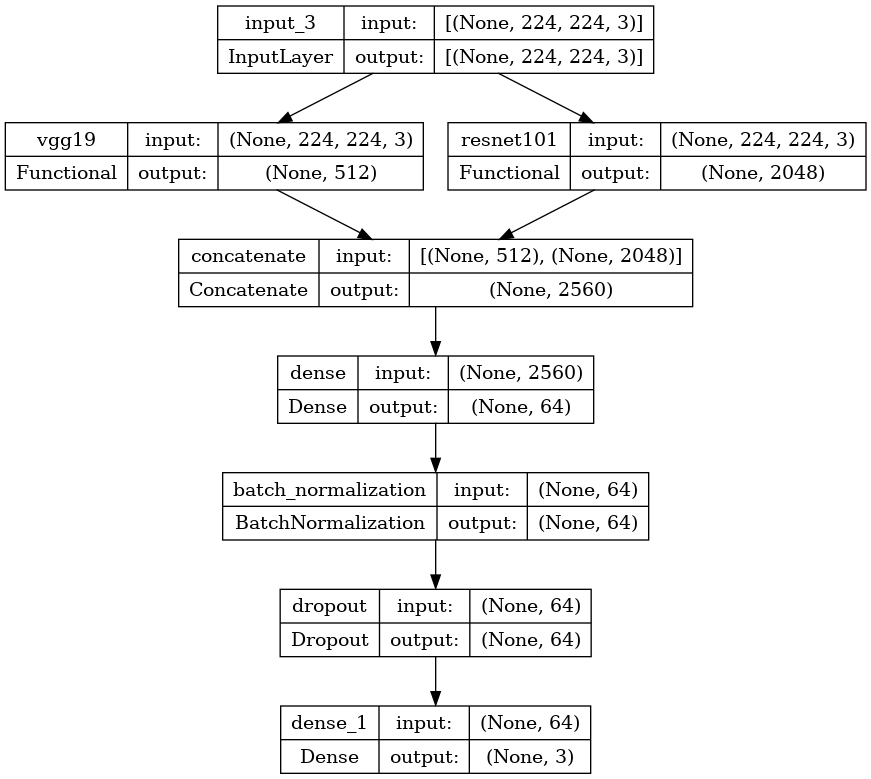 input_3 input: [(None, 224, 224, 3)]
InputLayer output: [(None, 224, 224, 3)]
vgg19 input: (None, 224, 224, 3)
Functional output: (None, 512)
resnet101 input: (None, 224, 224, 3)
Functional output: (None, 2048)
concatenate input: [(None, 512), (None, 2048)]
Concatenate output: (None, 2560)
dense input: (None, 2560)
Dense output: (None, 64)
batch_normalization input: (None, 64)
BatchNormalization output: (None, 64)
dropout input: (None, 64)
Dropout output: (None, 64)
dense_1 input: (None, 64)
Dense output: (None, 3)